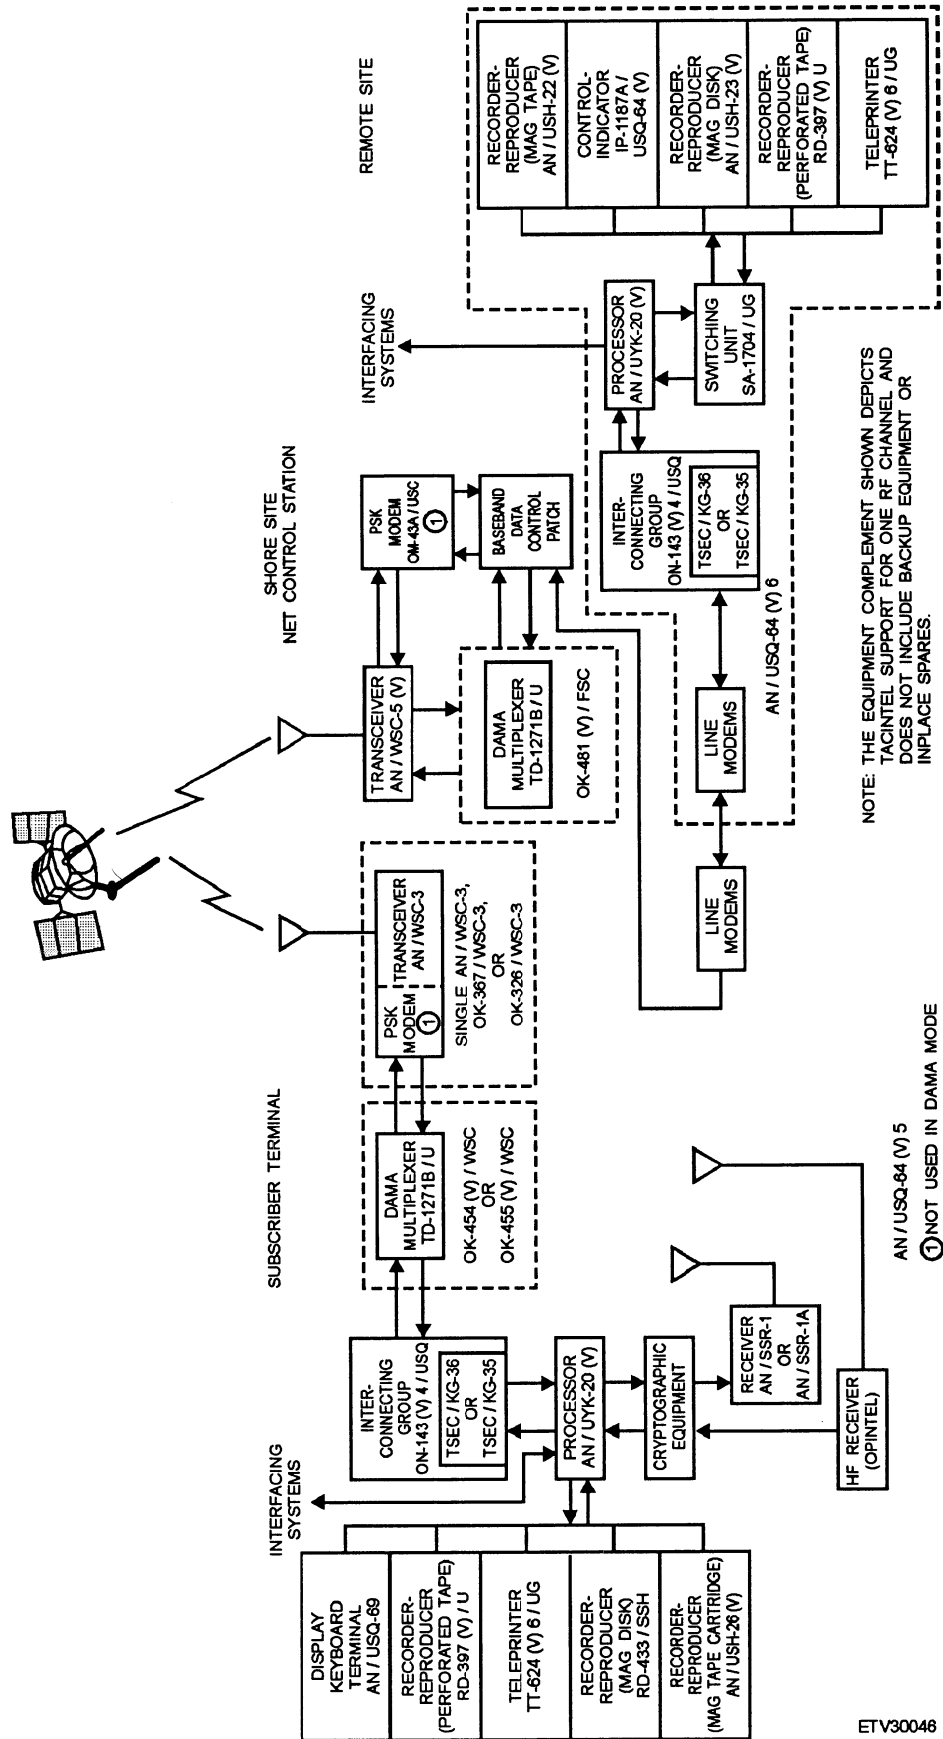 SUBSCRIBER TERMINAL
SHORE SITE
NET CONTROL STATION
REMOTE SITE
INTERFACING
SYSTEMS
DISPLAY
KEYBOARD
TERMINAL
AN / USQ-69
RECORDER-
REPRODUCER
(PERFORATED TAPE)
RD-397 (V) / U
TELEPRINTER
TT-624 (V) 6 / UG
RECORDER-
REPRODUCER
(MAG DISK)
RD-433 / SSH
RECORDER-
REPRODUCER
(MAG TAPE CARTRIDGE)
AN / USH-26 (V)
INTER-
CONNECTING
GROUP
ON-143 (V) 4 / USQ
TSEC / KG-36
OR
TSEC / KG-35
PROCESSOR
AN / UYK-20 (V)
CRYPTOGRAPHIC
EQUIPMENT
RECEIVER
AN / SSR-1
OR
AN / SSR-1A
HF RECEIVER
(OPINTEL)
DAMA
MULTIPLEXER
TD-1271B / U
OK-454 (V) / WSC
OR
OK-455 (V) / WSC
PSK
MODEM
1
TRANSCEIVER
AN / WSC-3
SINGLE AN / WSC-3,
OK-367 / WSC-3,
OR
OK-326 / WSC-3
TRANSCEIVER
AN / WSC-5 (V)
PSK
MODEM
OM-43A / USC
1
BASEBAND
DATA
CONTROL
PATCH
DAMA
MULTIPLEXER
TD-1271B / U
OK-481 (V) / FSC
LINE
MODEMS
LINE
MODEMS
AN / USQ-64 (V) 6
INTER-
CONNECTING
GROUP
ON-143 (V) 4 / USQ
TSEC / KG-36
OR
TSEC / KG-35
INTERFACING
SYSTEMS
PROCESSOR
AN / UYK-20 (V)
SWITCHING
UNIT
SA-1704 / UG
RECORDER-
REPRODUCER
(MAG TAPE)
AN / USH-22 (V)
CONTROL-
INDICATOR
IP-1187A /
USQ-64 (V)
RECORDER-
REPRODUCER
(MAG DISK)
AN / USH-23 (V)
RECORDER-
REPRODUCER
(PERFORATED TAPE)
RD-397 (V) U
TELEPRINTER
TT-624 (V) 6 / UG
AN / USQ-64 (V) 5
1 NOT USED IN DAMA MODE
NOTE: THE EQUIPMENT COMPLEMENT SHOWN DEPICTS
TACINTEL SUPPORT FOR ONE RF CHANNEL AND
DOES NOT INCLUDE BACKUP EQUIPMENT OR
INPLACE SPARES.
ETV30046